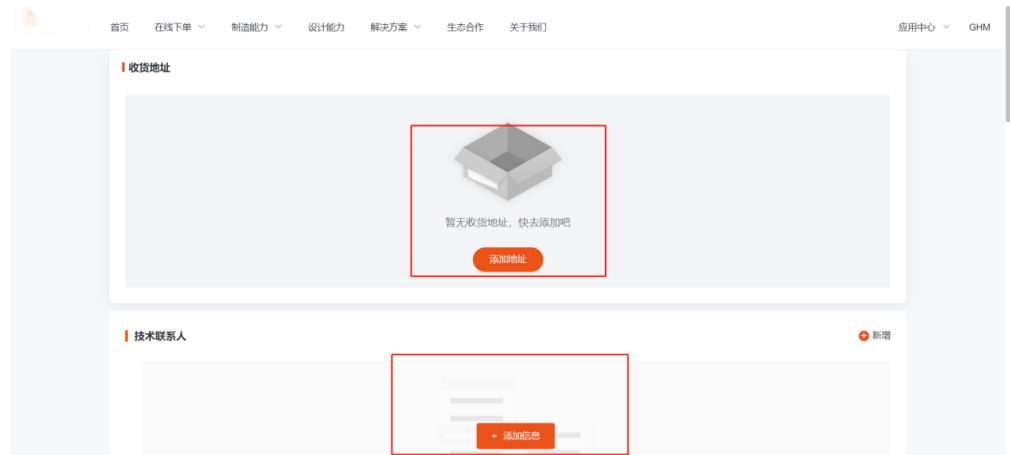 首页 在线下单 制造能力 设计能力 解决方案 生态合作 关于我们 应用中心 GHM
收货地址
暂无收货地址，快去添加吧
添加地址
技术联系人 新增
+ 添加信息